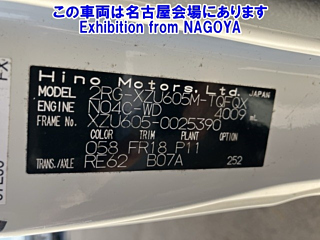 この車両は名古屋会場にあります
Exhibition from NAGOYA
Hino Motors, Ltd. JAPAN
MODEL 2RG-XZU605M-TQFQX
ENGINE N04C-WD 4009 mL
FRAME No. XZU605-0025390
COLOR TRIM PLANT OPTION
058 FR18 P11
TRANS./AXLE RE62 B07A 252